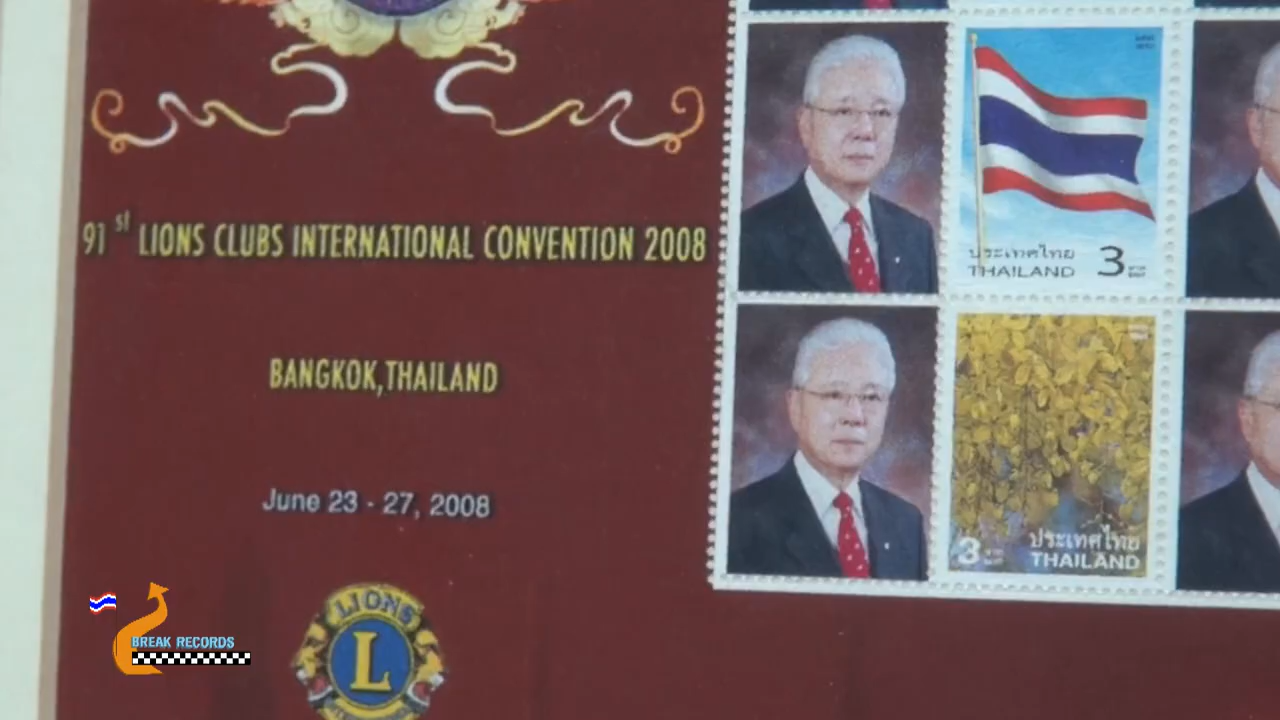 91st LIONS CLUBS INTERNATIONAL CONVENTION 2008
BANGKOK,THAILAND
June 23 - 27, 2008
LIONS
L
BREAK RECORDS
ประเทศไทย
THAILAND
3
ประเทศไทย
THAILAND
3